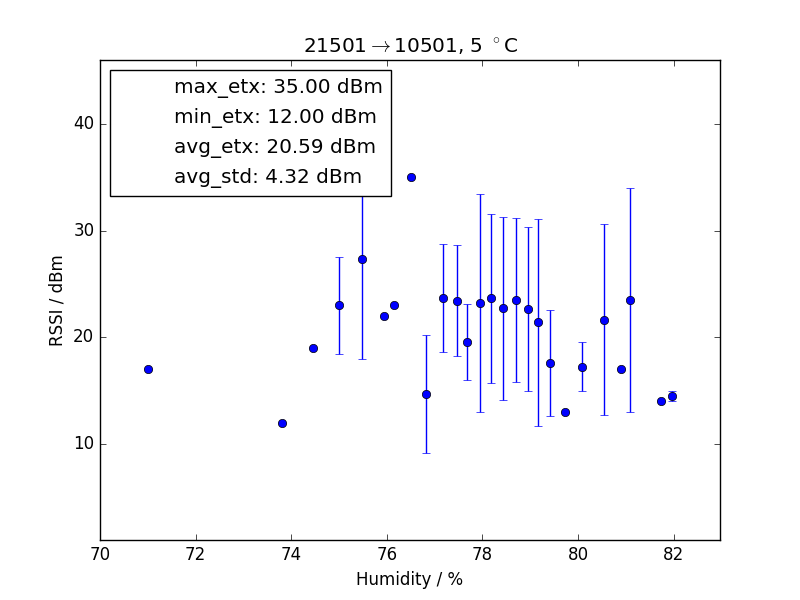 21501→10501, 5 °C
max_etx: 35.00 dBm
min_etx: 12.00 dBm
avg_etx: 20.59 dBm
avg_std: 4.32 dBm
40
30
20
10
RSSI / dBm
70 72 74 76 78 80 82
Humidity / %